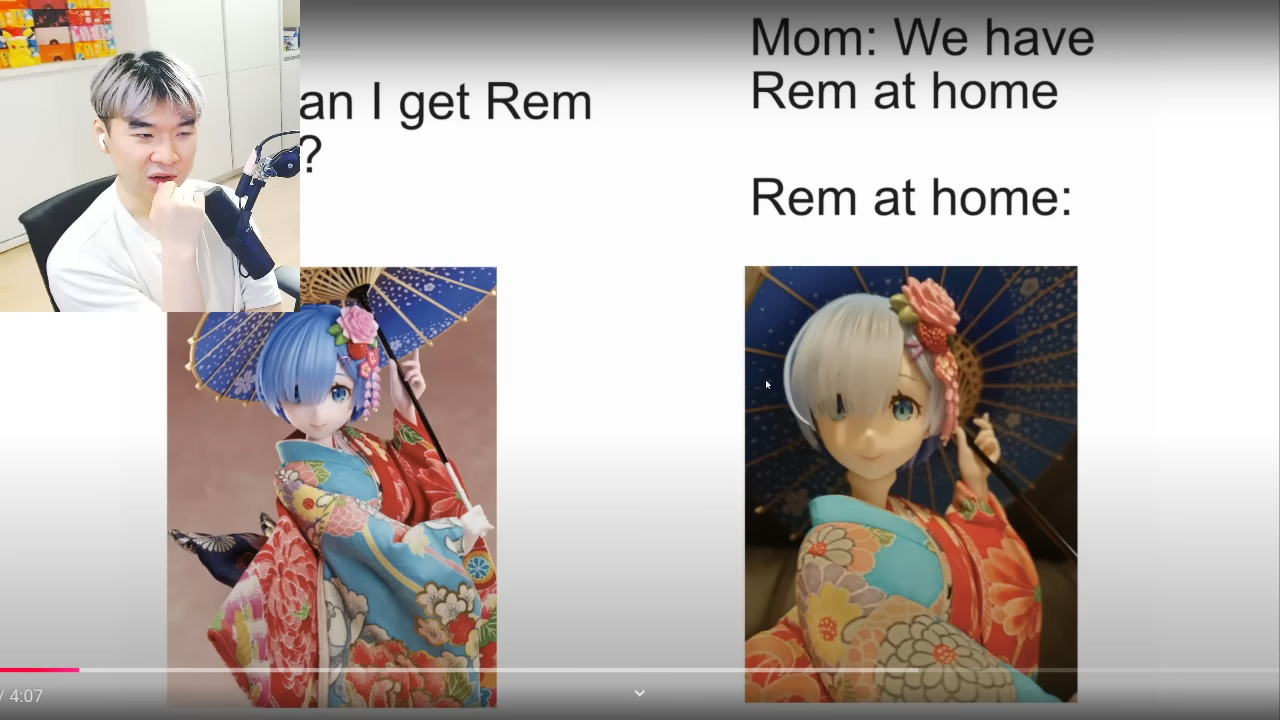 an I get Rem
?
Mom: We have
Rem at home
Rem at home:
/ 4:07